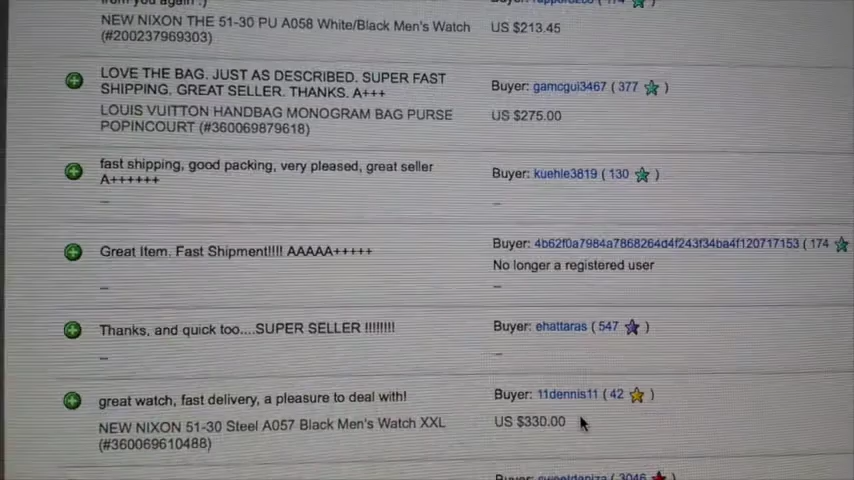 from you again :)
NEW NIXON THE 51-30 PU A058 White/Black Men's Watch US $213.45
(#200237969303)
LOVE THE BAG. JUST AS DESCRIBED. SUPER FAST
SHIPPING, GREAT SELLER. THANKS. A+++
Buyer: gamcgui3467 ( 377 )
LOUIS VUITTON HANDBAG MONOGRAM BAG PURSE
POPINCOURT (#360069879618)
US $275.00
fast shipping, good packing, very pleased, great seller
A++++++
Buyer: kuehle3819 ( 130 )
--
--
Great Item. Fast Shipment!!!! AAAAA+++++
Buyer: 4b62f0a7984a7868264d4f243f34ba4f120717153 ( 174
No longer a registered user
--
--
Thanks, and quick too....SUPER SELLER !!!!!!!!
Buyer: ehattaras ( 547 )
--
--
great watch, fast delivery, a pleasure to deal with!
Buyer: 11dennis11 ( 42 )
NEW NIXON 51-30 Steel A057 Black Men's Watch XXL
(#360069610488)
US $330.00
Buyer: ( 3046 )